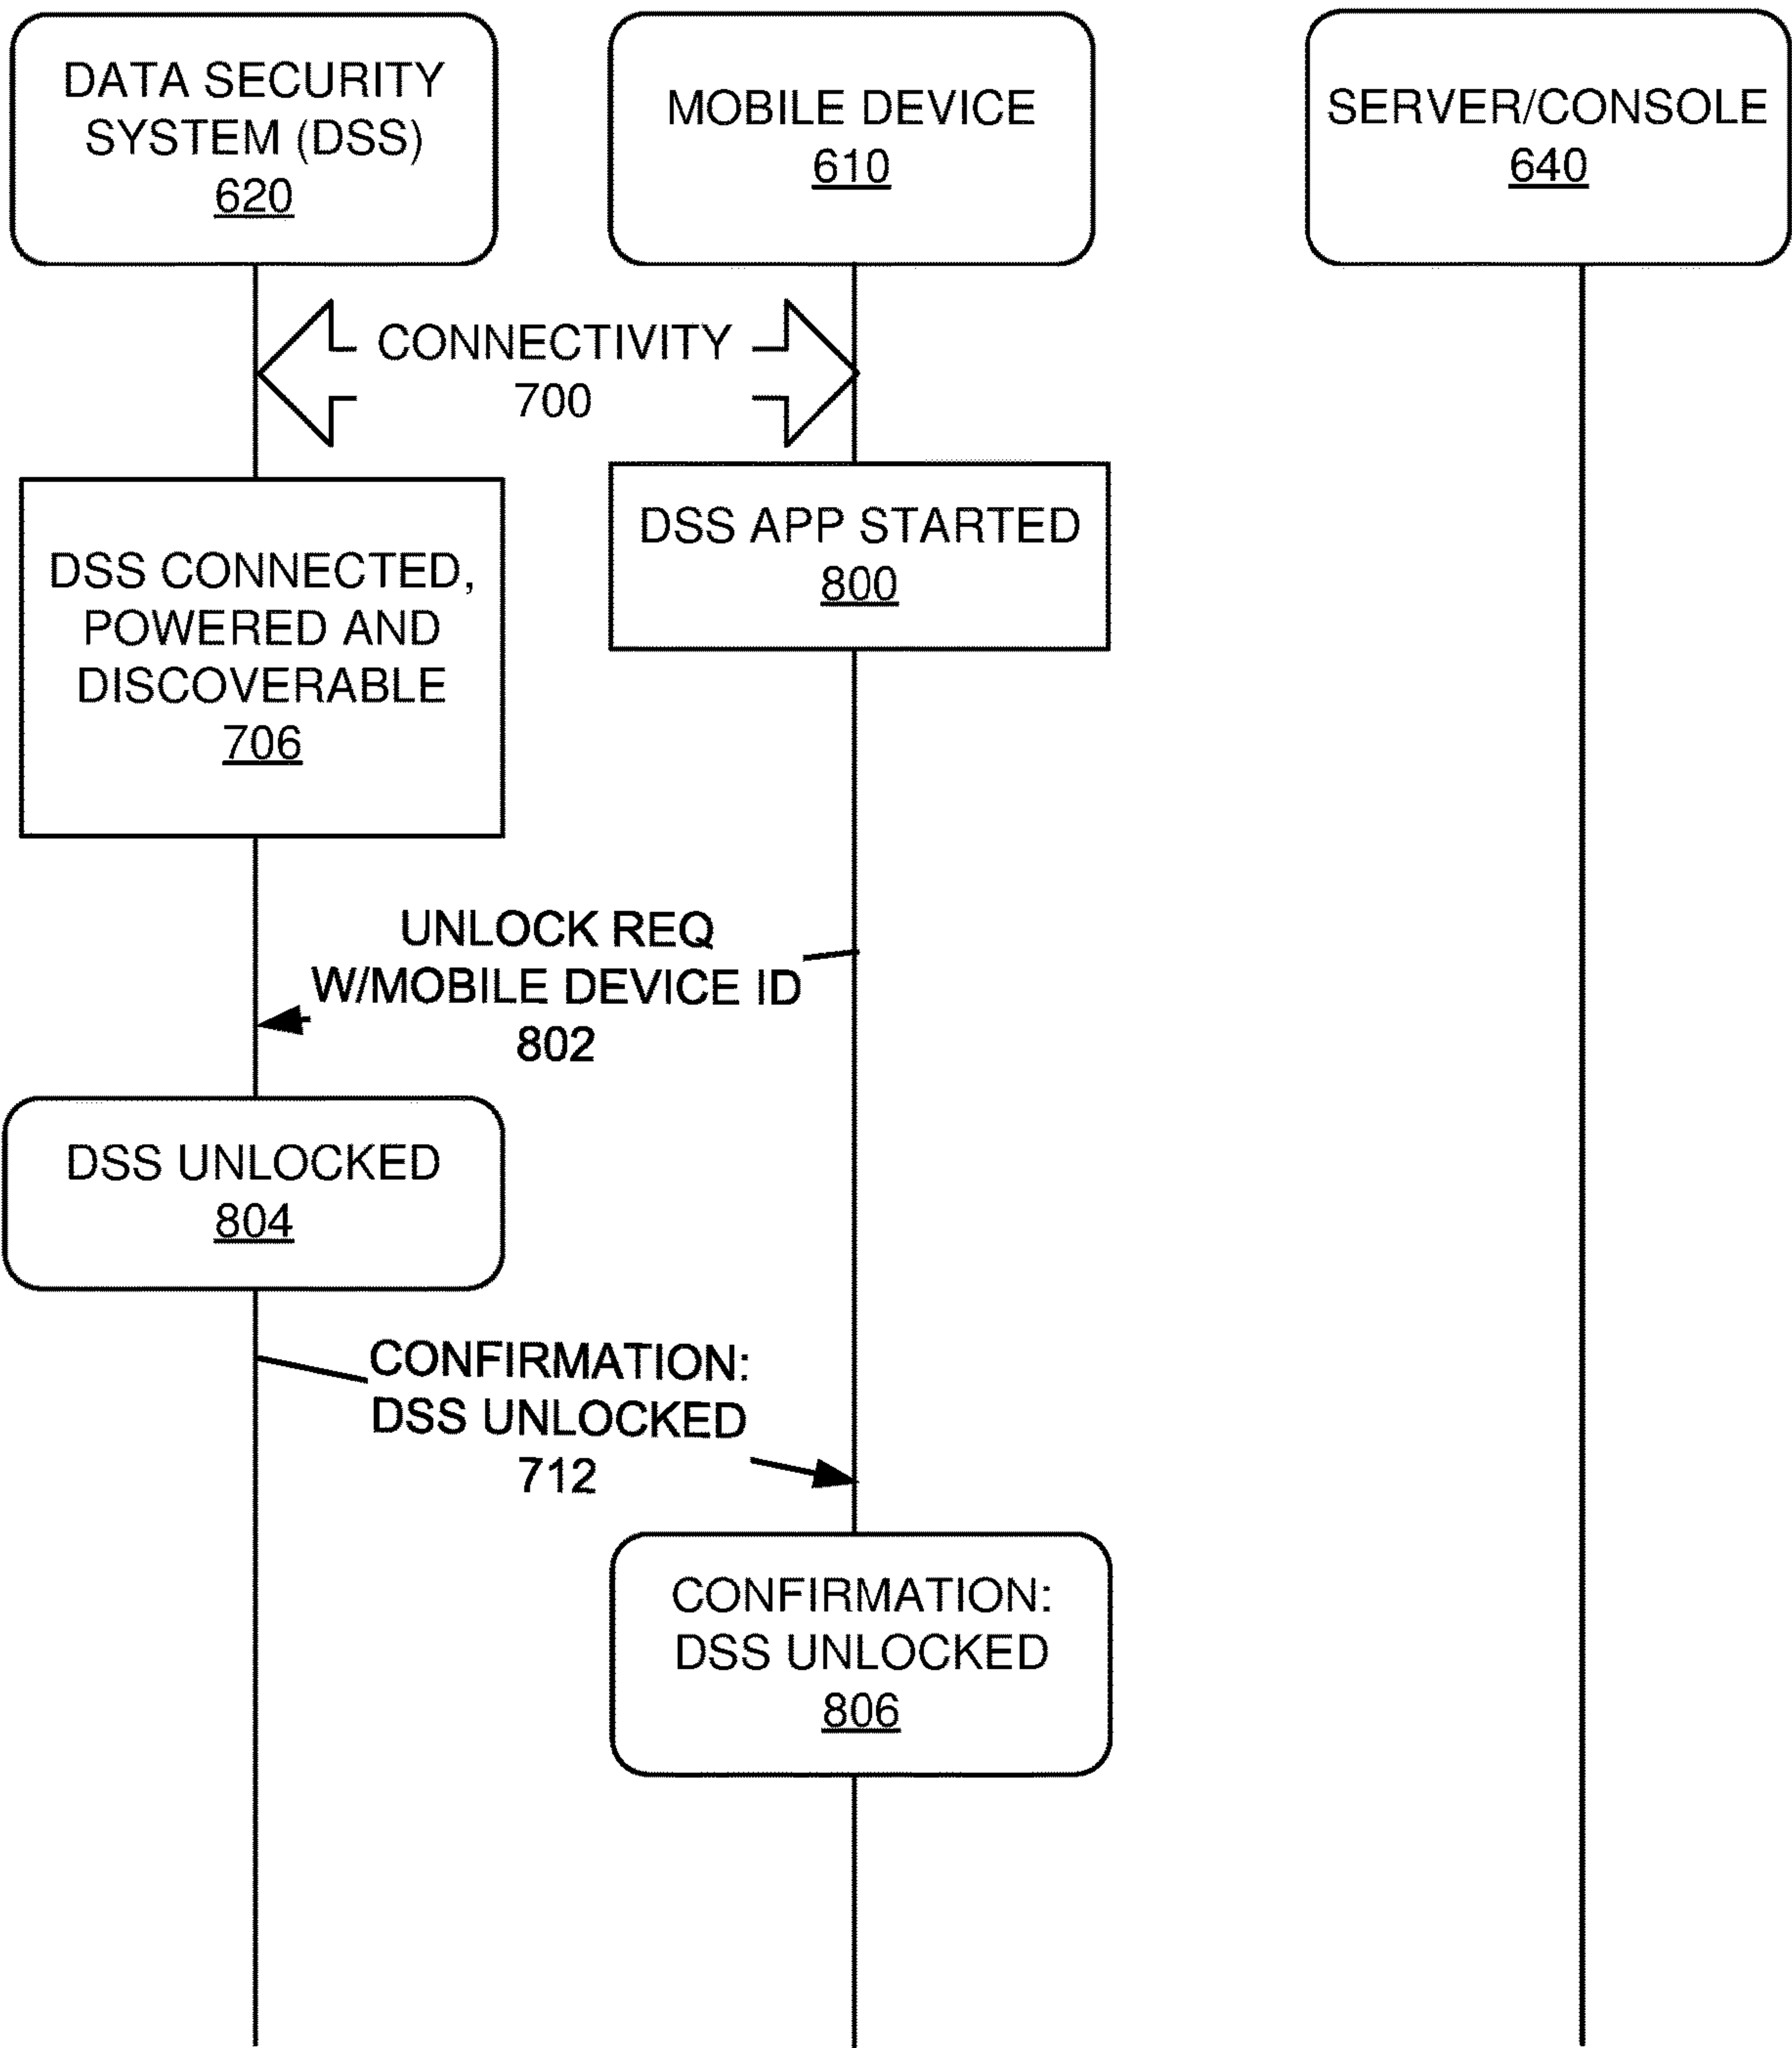 DATA SECURITY
SYSTEM (DSS)
620
MOBILE DEVICE
610
SERVER/CONSOLE
640
CONNECTIVITY
700
DSS CONNECTED,
POWERED AND
DISCOVERABLE
706
DSS APP STARTED
800
UNLOCK REQ
W/MOBILE DEVICE ID
802
DSS UNLOCKED
804
CONFIRMATION:
DSS UNLOCKED
712
CONFIRMATION:
DSS UNLOCKED
806